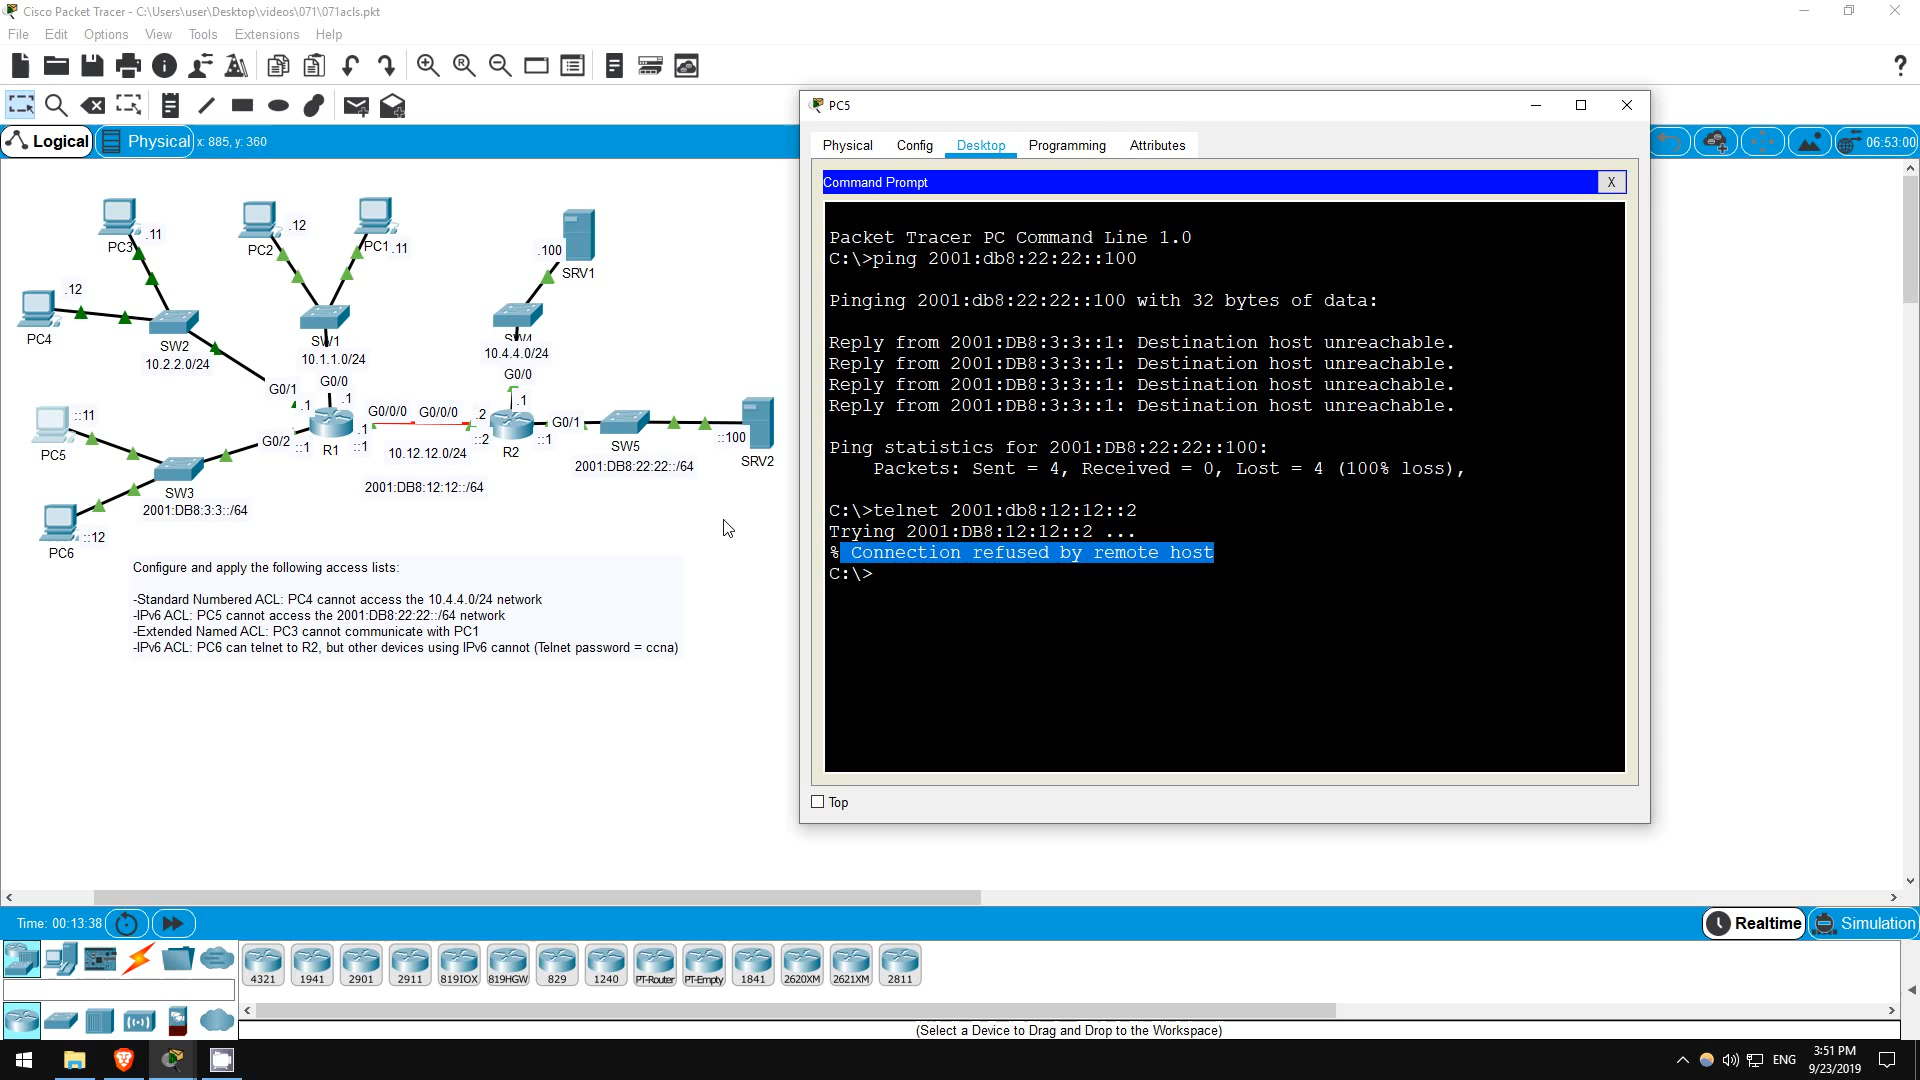 Cisco Packet Tracer - C:\Users\user\Desktop\videos\071\071acls.pkt
File Edit Options View Tools Extensions Help
Logical Physical x: 885, y: 360
06:53:00
PC5
Physical Config Desktop Programming Attributes
Command Prompt X
Packet Tracer PC Command Line 1.0
C:\>ping 2001:db8:22:22::100
Pinging 2001:db8:22:22::100 with 32 bytes of data:
Reply from 2001:DB8:3:3::1: Destination host unreachable.
Reply from 2001:DB8:3:3::1: Destination host unreachable.
Reply from 2001:DB8:3:3::1: Destination host unreachable.
Reply from 2001:DB8:3:3::1: Destination host unreachable.
Ping statistics for 2001:DB8:22:22::100:
Packets: Sent = 4, Received = 0, Lost = 4 (100% loss),
C:\>telnet 2001:db8:12:12::2
Trying 2001:DB8:12:12::2 ...
% Connection refused by remote host
C:\>
Top
PC3 .11
PC2 .12
PC1 .11
.100
SRV1
.12
PC4
SW2
10.2.2.0/24
SW1
10.1.1.0/24
SW4
10.4.4.0/24
G0/1 .1
G0/0 .1
G0/0 .1
G0/0/0 G0/0/0 .2
.1
::1
::2
R1
R2
::1
G0/1
10.12.12.0/24
2001:DB8:12:12::/64
SW5
2001:DB8:22:22::/64
::100
SRV2
::11
PC5
G0/2 ::1
SW3
2001:DB8:3:3::/64
::12
PC6
Configure and apply the following access lists:
-Standard Numbered ACL: PC4 cannot access the 10.4.4.0/24 network
-IPv6 ACL: PC5 cannot access the 2001:DB8:22:22::/64 network
-Extended Named ACL: PC3 cannot communicate with PC1
-IPv6 ACL: PC6 can telnet to R2, but other devices using IPv6 cannot (Telnet password = ccna)
Time: 00:13:38
Realtime Simulation
4321 1941 2901 2911 819IOX 819HGW 829 1240 PT-Router PT-Empty 1841 2620XM 2621XM 2811
(Select a Device to Drag and Drop to the Workspace)
ENG
3:51 PM
9/23/2019